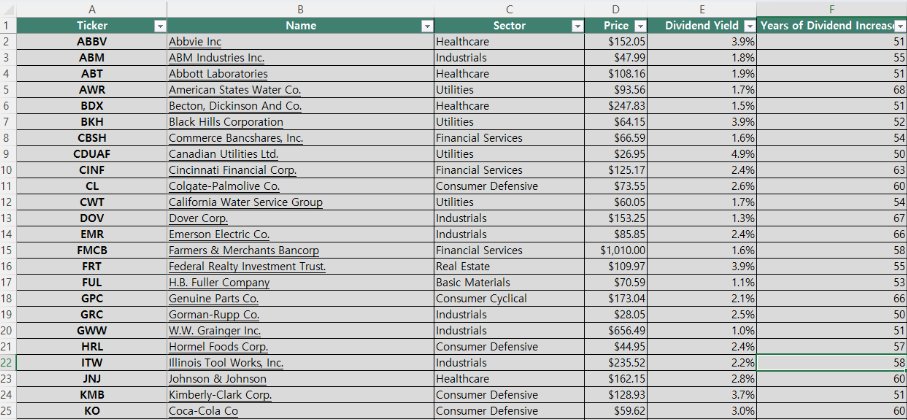 A B C D E F
1 Ticker Name Sector Price Dividend Yield Years of Dividend Increase
2 ABBV Abbvie Inc Healthcare $152.05 3.9% 51
3 ABM ABM Industries Inc. Industrials $47.99 1.8% 55
4 ABT Abbott Laboratories Healthcare $108.16 1.9% 51
5 AWR American States Water Co. Utilities $93.56 1.7% 68
6 BDX Becton, Dickinson And Co. Healthcare $247.83 1.5% 51
7 BKH Black Hills Corporation Utilities $64.15 3.9% 52
8 CBSH Commerce Bancshares, Inc. Financial Services $66.59 1.6% 54
9 CDUAF Canadian Utilities Ltd. Utilities $26.95 4.9% 50
10 CINF Cincinnati Financial Corp. Financial Services $125.17 2.4% 63
11 CL Colgate-Palmolive Co. Consumer Defensive $73.55 2.6% 60
12 CWT California Water Service Group Utilities $60.05 1.7% 54
13 DOV Dover Corp. Industrials $153.25 1.3% 67
14 EMR Emerson Electric Co. Industrials $85.85 2.4% 66
15 FMCB Farmers & Merchants Bancorp Financial Services $1,010.00 1.6% 58
16 FRT Federal Realty Investment Trust. Real Estate $109.97 3.9% 55
17 FUL H.B. Fuller Company Basic Materials $70.59 1.1% 53
18 GPC Genuine Parts Co. Consumer Cyclical $173.04 2.1% 66
19 GRC Gorman-Rupp Co. Industrials $28.05 2.5% 50
20 GWW W.W. Grainger Inc. Industrials $656.49 1.0% 51
21 HRL Hormel Foods Corp. Consumer Defensive $44.95 2.4% 57
22 ITW Illinois Tool Works, Inc. Industrials $235.52 2.2% 58
23 JNJ Johnson & Johnson Healthcare $162.15 2.8% 60
24 KMB Kimberly-Clark Corp. Consumer Defensive $128.93 3.7% 51
25 KO Coca-Cola Co Consumer Defensive $59.62 3.0% 60